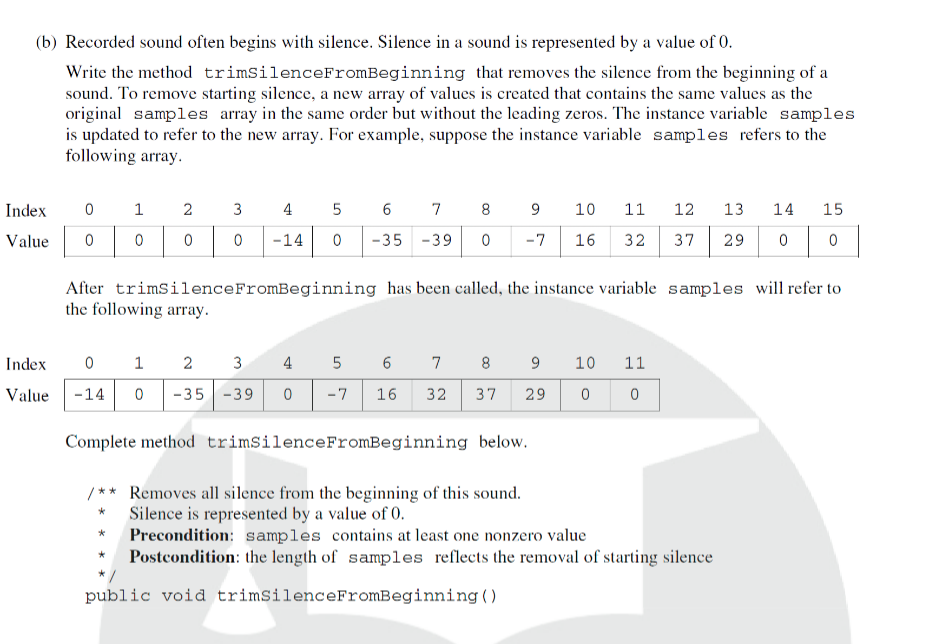 (b) Recorded sound often begins with silence. Silence in a sound is represented by a value of 0.
Write the method trimSilenceFromBeginning that removes the silence from the beginning of a
sound. To remove starting silence, a new array of values is created that contains the same values as the
original samples array in the same order but without the leading zeros. The instance variable samples
is updated to refer to the new array. For example, suppose the instance variable samples refers to the
following array.
Index 0 1 2 3 4 5 6 7 8 9 10 11 12 13 14 15
Value 0 0 0 0 -14 0 -35 -39 0 -7 16 32 37 29 0 0
After trimSilenceFromBeginning has been called, the instance variable samples will refer to
the following array.
Index 0 1 2 3 4 5 6 7 8 9 10 11
Value -14 0 -35 -39 0 -7 16 32 37 29 0 0
Complete method trimSilenceFromBeginning below.
/** Removes all silence from the beginning of this sound.
* Silence is represented by a value of 0.
* Precondition: samples contains at least one nonzero value
* Postcondition: the length of samples reflects the removal of starting silence
*/
public void trimSilenceFromBeginning()